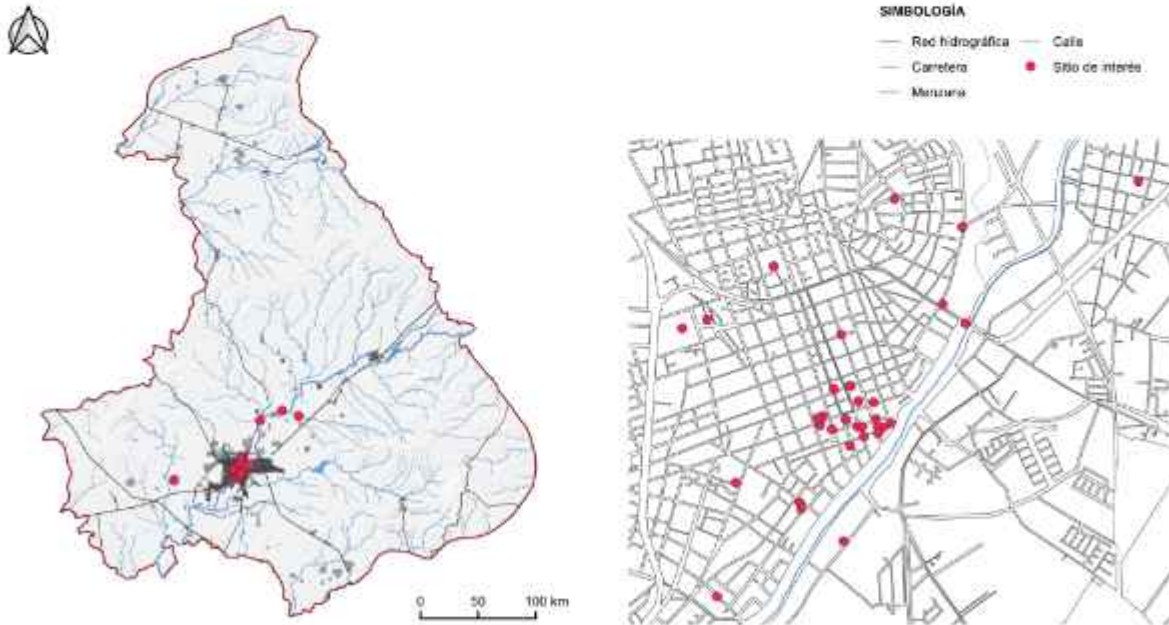 SIMBOLOGÍA
Red hidrográfica
Calle
Carretera
Sitio de interés
Manzana
0 50 100 km